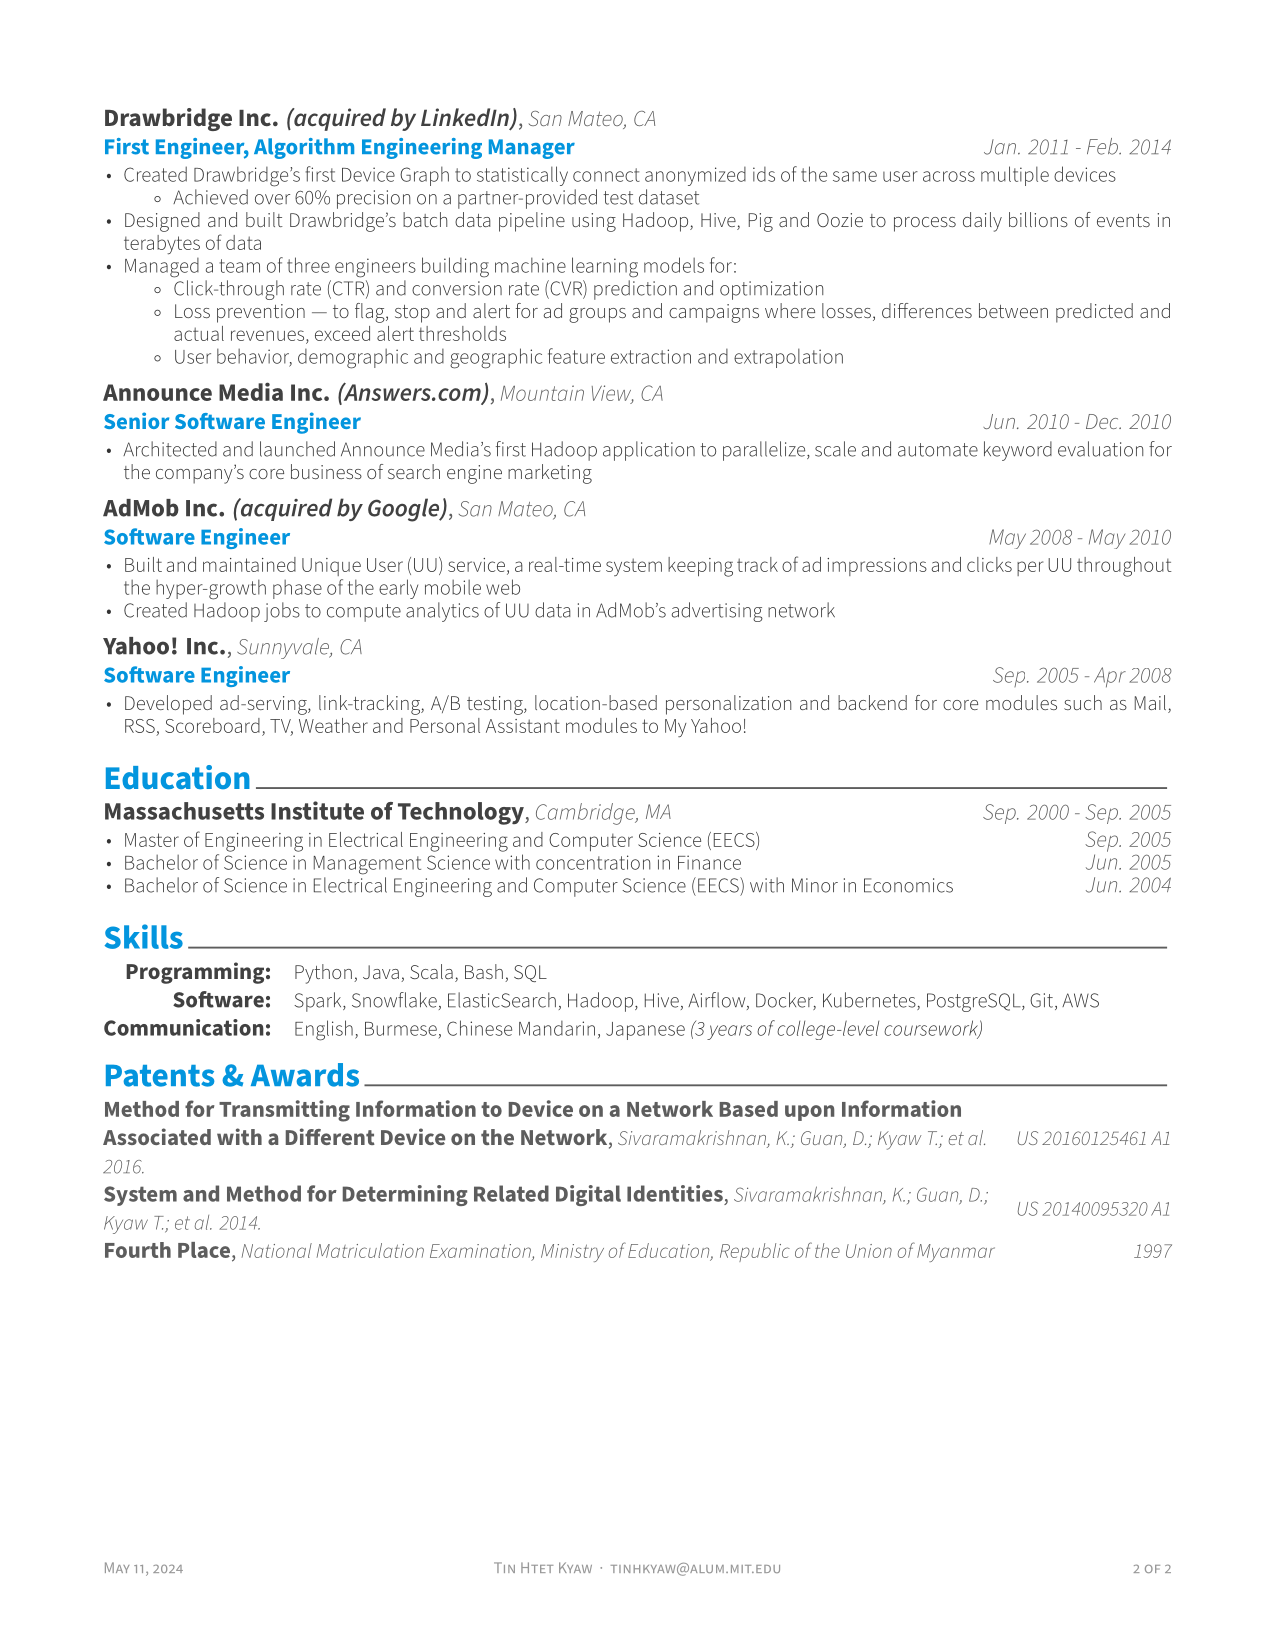 Drawbridge Inc. (acquired by LinkedIn), San Mateo, CA
First Engineer, Algorithm Engineering Manager Jan. 2011 - Feb. 2014
• Created Drawbridge’s first Device Graph to statistically connect anonymized ids of the same user across multiple devices
◦ Achieved over 60% precision on a partner-provided test dataset
• Designed and built Drawbridge’s batch data pipeline using Hadoop, Hive, Pig and Oozie to process daily billions of events in
terabytes of data
• Managed a team of three engineers building machine learning models for:
◦ Click-through rate (CTR) and conversion rate (CVR) prediction and optimization
◦ Loss prevention — to flag, stop and alert for ad groups and campaigns where losses, differences between predicted and
actual revenues, exceed alert thresholds
◦ User behavior, demographic and geographic feature extraction and extrapolation
Announce Media Inc. (Answers.com), Mountain View, CA
Senior Software Engineer Jun. 2010 - Dec. 2010
• Architected and launched Announce Media’s first Hadoop application to parallelize, scale and automate keyword evaluation for
the company’s core business of search engine marketing
AdMob Inc. (acquired by Google), San Mateo, CA
Software Engineer May 2008 - May 2010
• Built and maintained Unique User (UU) service, a real-time system keeping track of ad impressions and clicks per UU throughout
the hyper-growth phase of the early mobile web
• Created Hadoop jobs to compute analytics of UU data in AdMob’s advertising network
Yahoo! Inc., Sunnyvale, CA
Software Engineer Sep. 2005 - Apr 2008
• Developed ad-serving, link-tracking, A/B testing, location-based personalization and backend for core modules such as Mail,
RSS, Scoreboard, TV, Weather and Personal Assistant modules to My Yahoo!
Education
Massachusetts Institute of Technology, Cambridge, MA Sep. 2000 - Sep. 2005
• Master of Engineering in Electrical Engineering and Computer Science (EECS) Sep. 2005
• Bachelor of Science in Management Science with concentration in Finance Jun. 2005
• Bachelor of Science in Electrical Engineering and Computer Science (EECS) with Minor in Economics Jun. 2004
Skills
Programming: Python, Java, Scala, Bash, SQL
Software: Spark, Snowflake, ElasticSearch, Hadoop, Hive, Airflow, Docker, Kubernetes, PostgreSQL, Git, AWS
Communication: English, Burmese, Chinese Mandarin, Japanese (3 years of college-level coursework)
Patents & Awards
Method for Transmitting Information to Device on a Network Based upon Information
Associated with a Different Device on the Network, Sivaramakrishnan, K.; Guan, D.; Kyaw T.; et al. US 20160125461 A1
2016.
System and Method for Determining Related Digital Identities, Sivaramakrishnan, K.; Guan, D.;
Kyaw T.; et al. 2014. US 20140095320 A1
Fourth Place, National Matriculation Examination, Ministry of Education, Republic of the Union of Myanmar 1997
May 11, 2024 Tin Htet Kyaw · tinhkyaw@alum.mit.edu 2 of 2